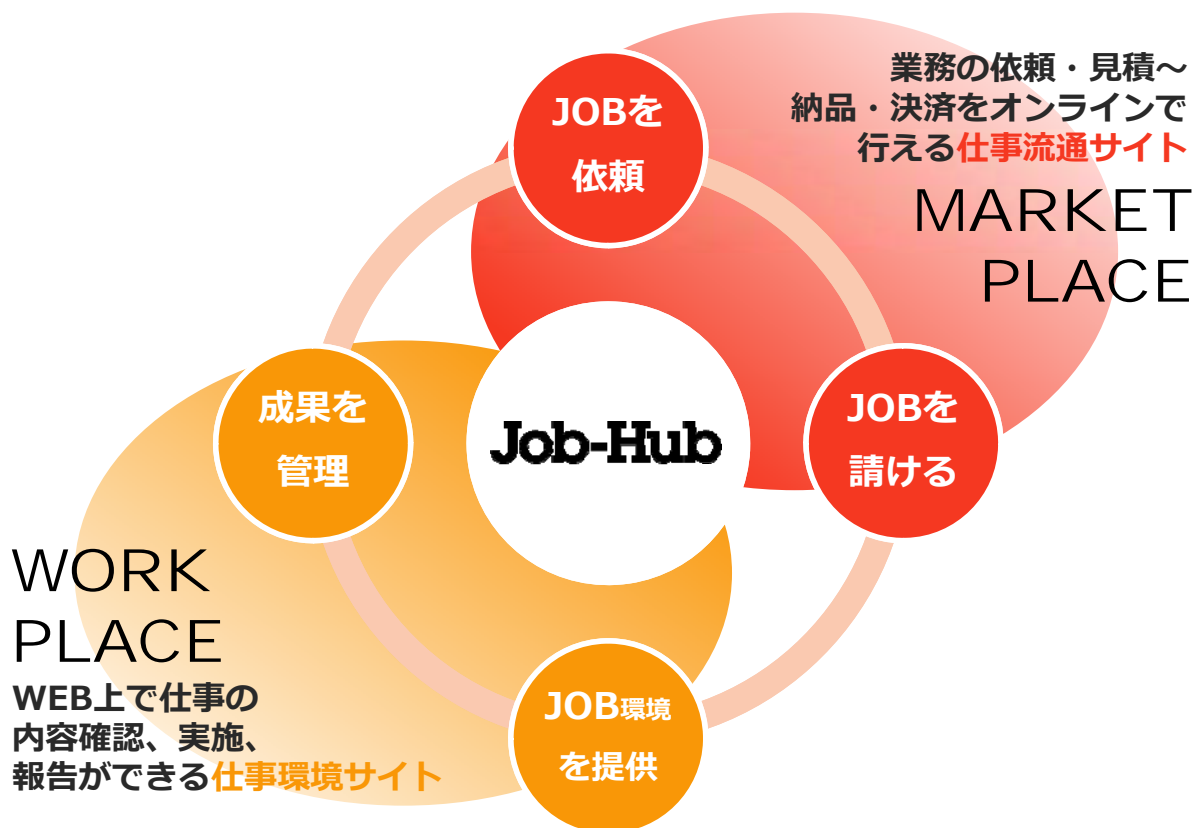 業務の依頼・見積～
納品・決済をオンラインで
行える仕事流通サイト
MARKET
PLACE
JOBを
依頼
JOBを
請ける
Job-Hub
成果を
管理
JOB環境
を提供
WORK
PLACE
WEB上で仕事の
内容確認、実施、
報告ができる仕事環境サイト